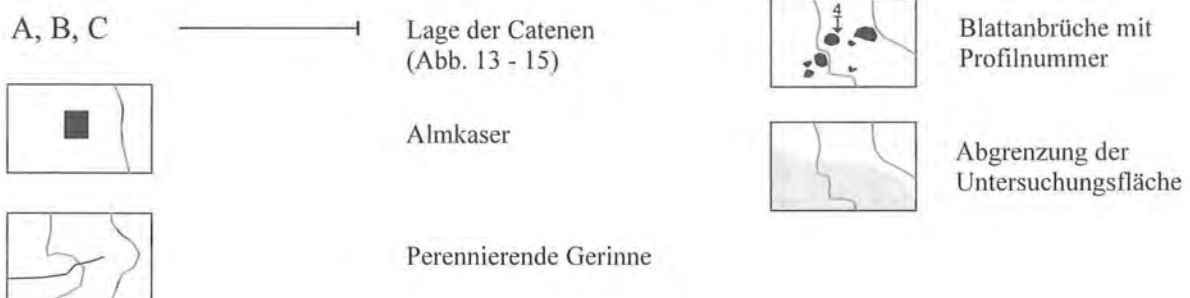 A, B, C
Lage der Catenen
(Abb. 13 - 15)
Almkaser
Perennierende Gerinne
4
Blattanbrüche mit
Profilnummer
Abgrenzung der
Untersuchungsfläche